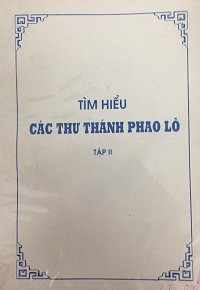 TÌM HIỂU
CÁC THƯ THÁNH PHAO LÔ
TẬP II